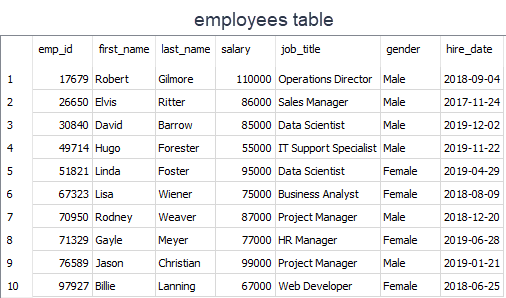 employees table
emp_id first_name last_name salary job_title gender hire_date
1 17679 Robert Gilmore 110000 Operations Director Male 2018-09-04
2 26650 Elvis Ritter 86000 Sales Manager Male 2017-11-24
3 30840 David Barrow 85000 Data Scientist Male 2019-12-02
4 49714 Hugo Forester 55000 IT Support Specialist Male 2019-11-22
5 51821 Linda Foster 95000 Data Scientist Female 2019-04-29
6 67323 Lisa Wiener 75000 Business Analyst Female 2018-08-09
7 70950 Rodney Weaver 87000 Project Manager Male 2018-12-20
8 71329 Gayle Meyer 77000 HR Manager Female 2019-06-28
9 76589 Jason Christian 99000 Project Manager Male 2019-01-21
10 97927 Billie Lanning 67000 Web Developer Female 2018-06-25